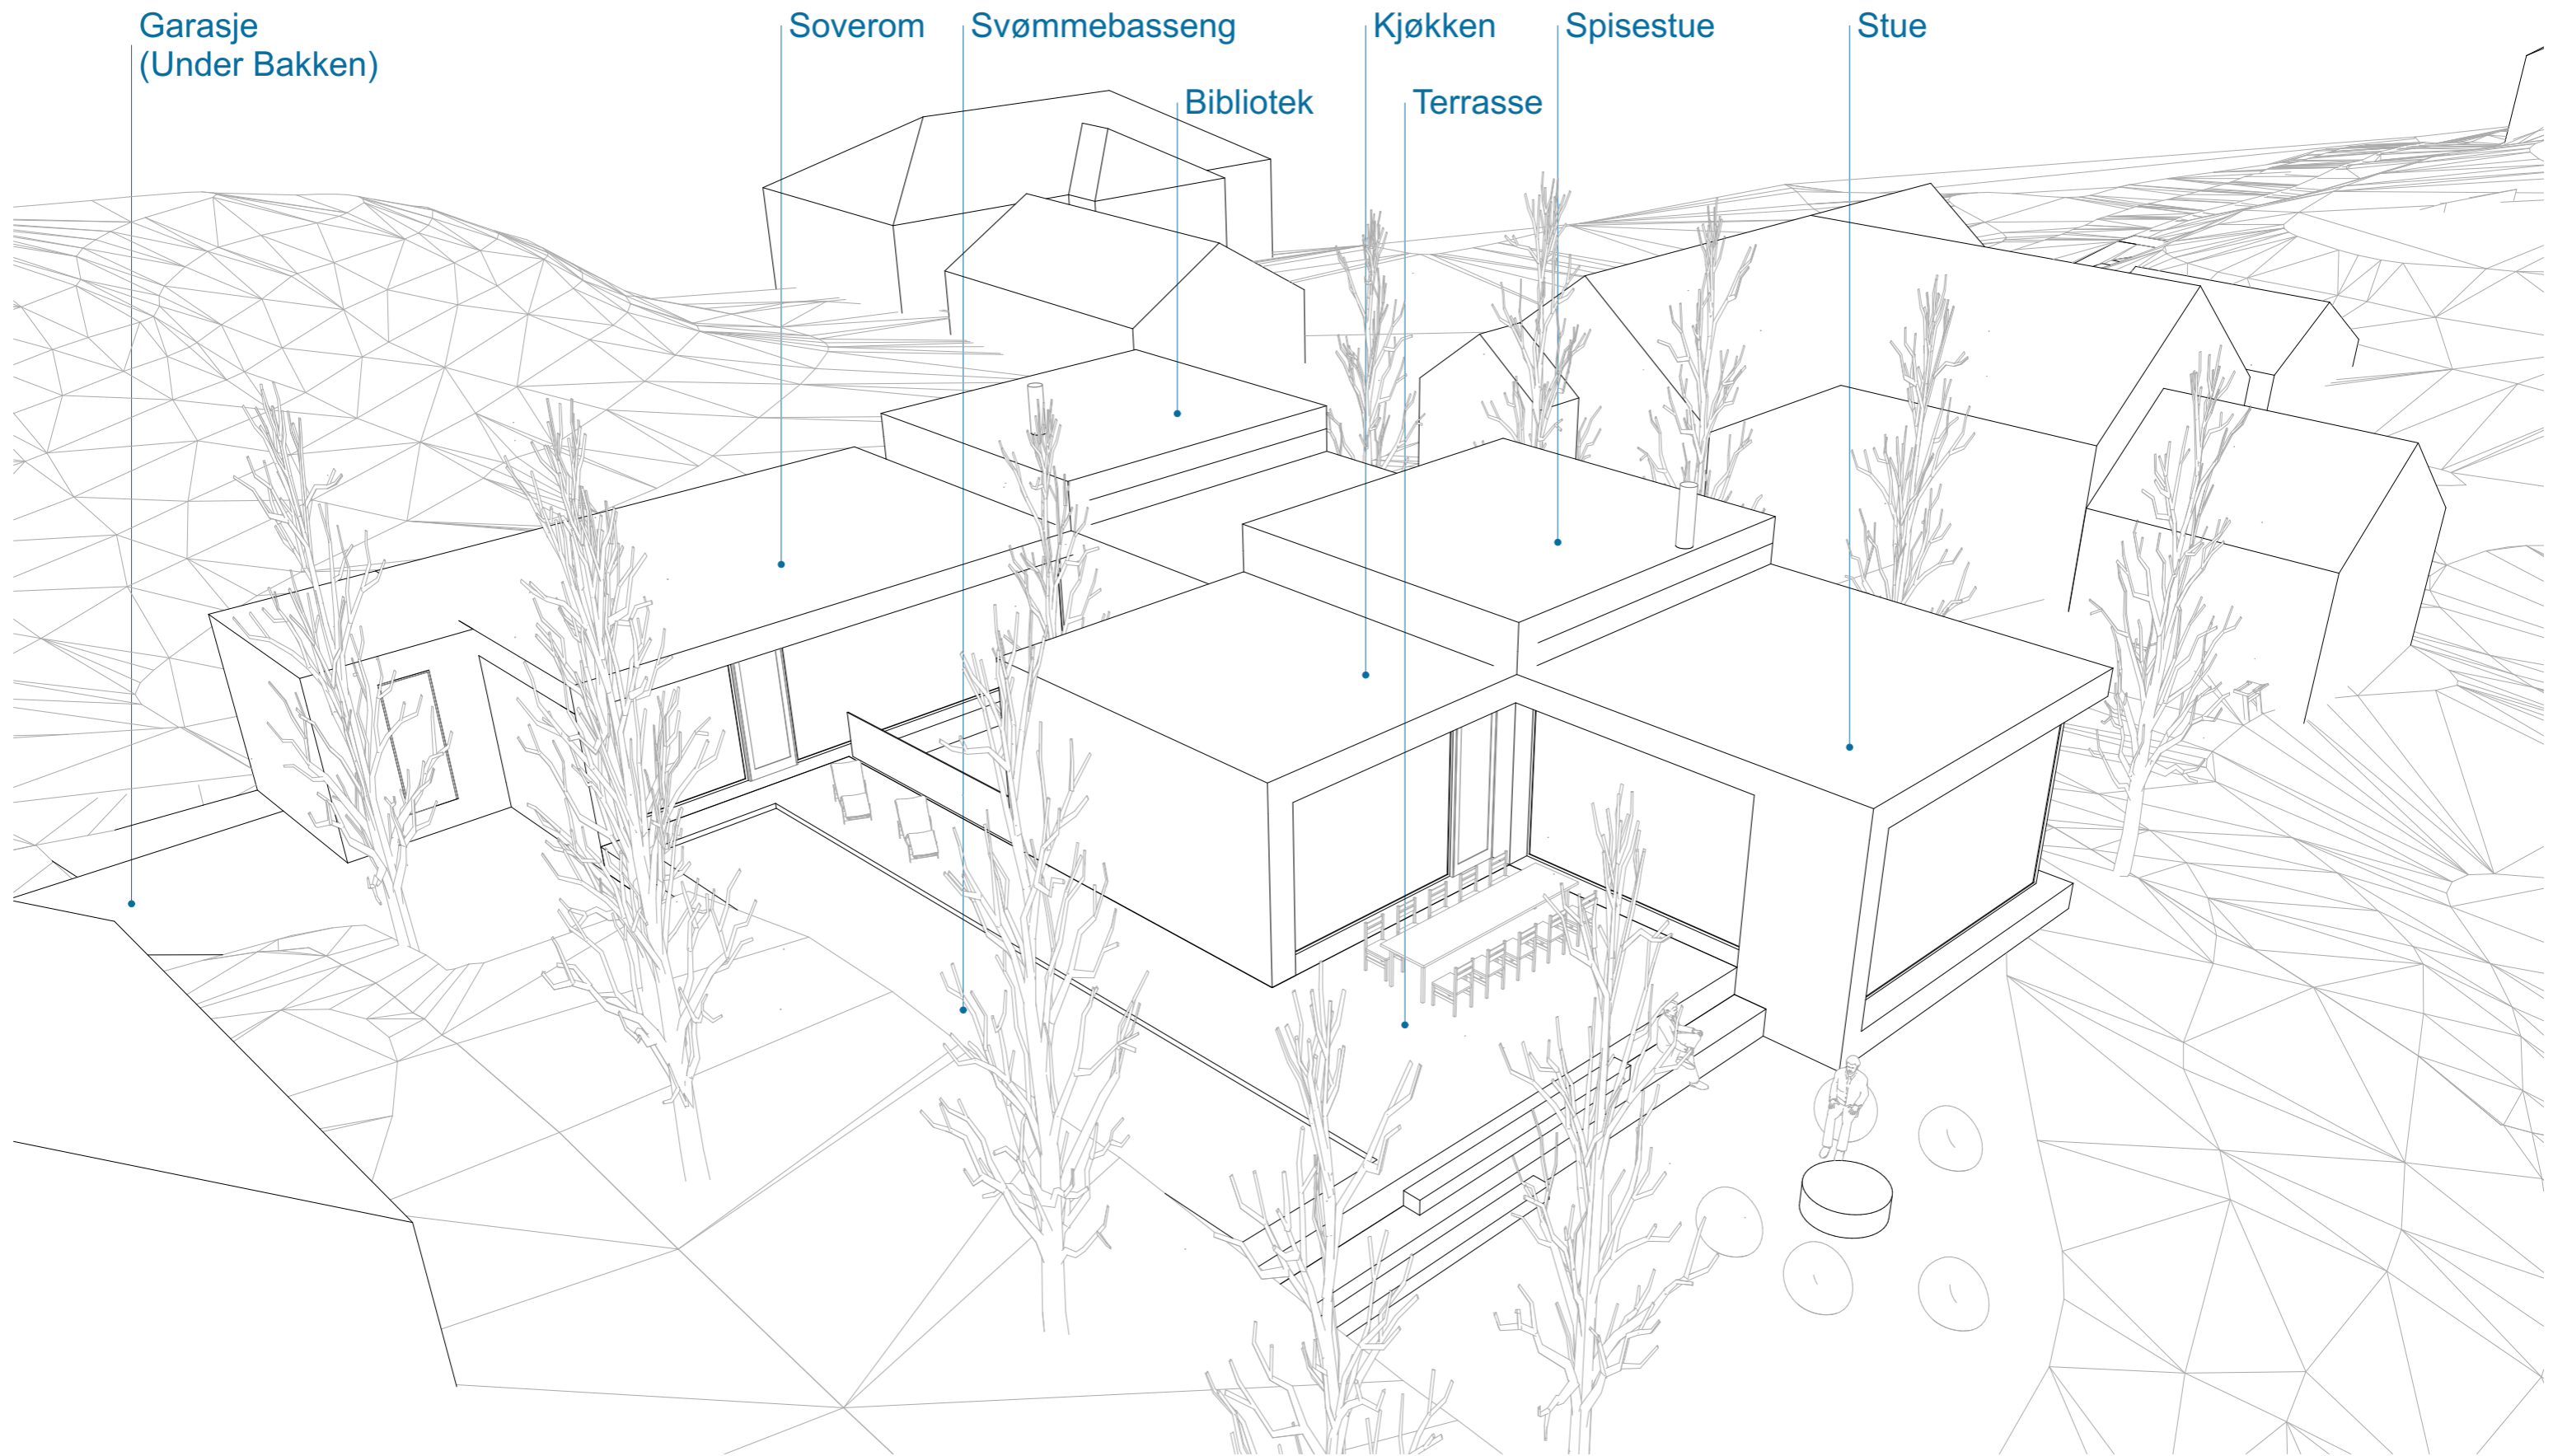 Garasje
(Under Bakken)
Soverom
Svømmebasseng
Bibliotek
Kjøkken
Terrasse
Spisestue
Stue